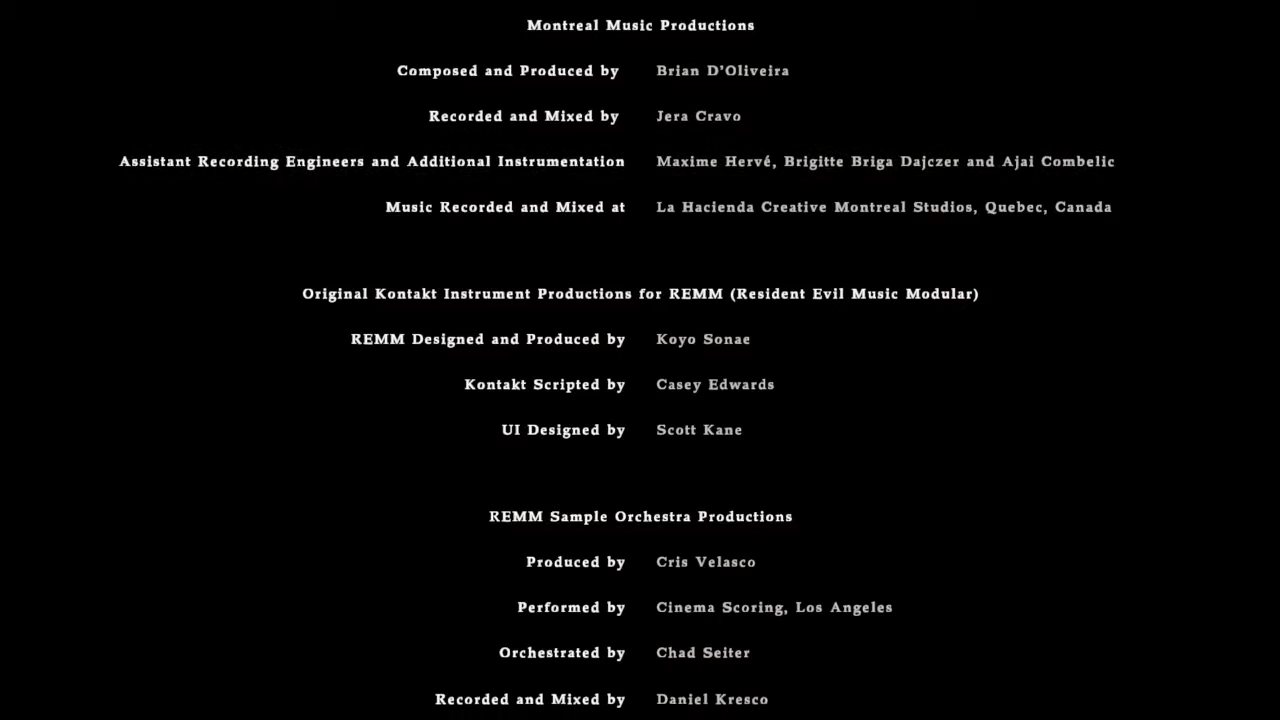 Montreal Music Productions
Composed and Produced by Brian D'Oliveira
Recorded and Mixed by Jera Cravo
Assistant Recording Engineers and Additional Instrumentation Maxime Hervé, Brigitte Briga Dajczer and Ajai Combelic
Music Recorded and Mixed at La Hacienda Creative Montreal Studios, Quebec, Canada
Original Kontakt Instrument Productions for REMM (Resident Evil Music Modular)
REMM Designed and Produced by Koyo Sonae
Kontakt Scripted by Casey Edwards
UI Designed by Scott Kane
REMM Sample Orchestra Productions
Produced by Cris Velasco
Performed by Cinema Scoring, Los Angeles
Orchestrated by Chad Seiter
Recorded and Mixed by Daniel Kresco